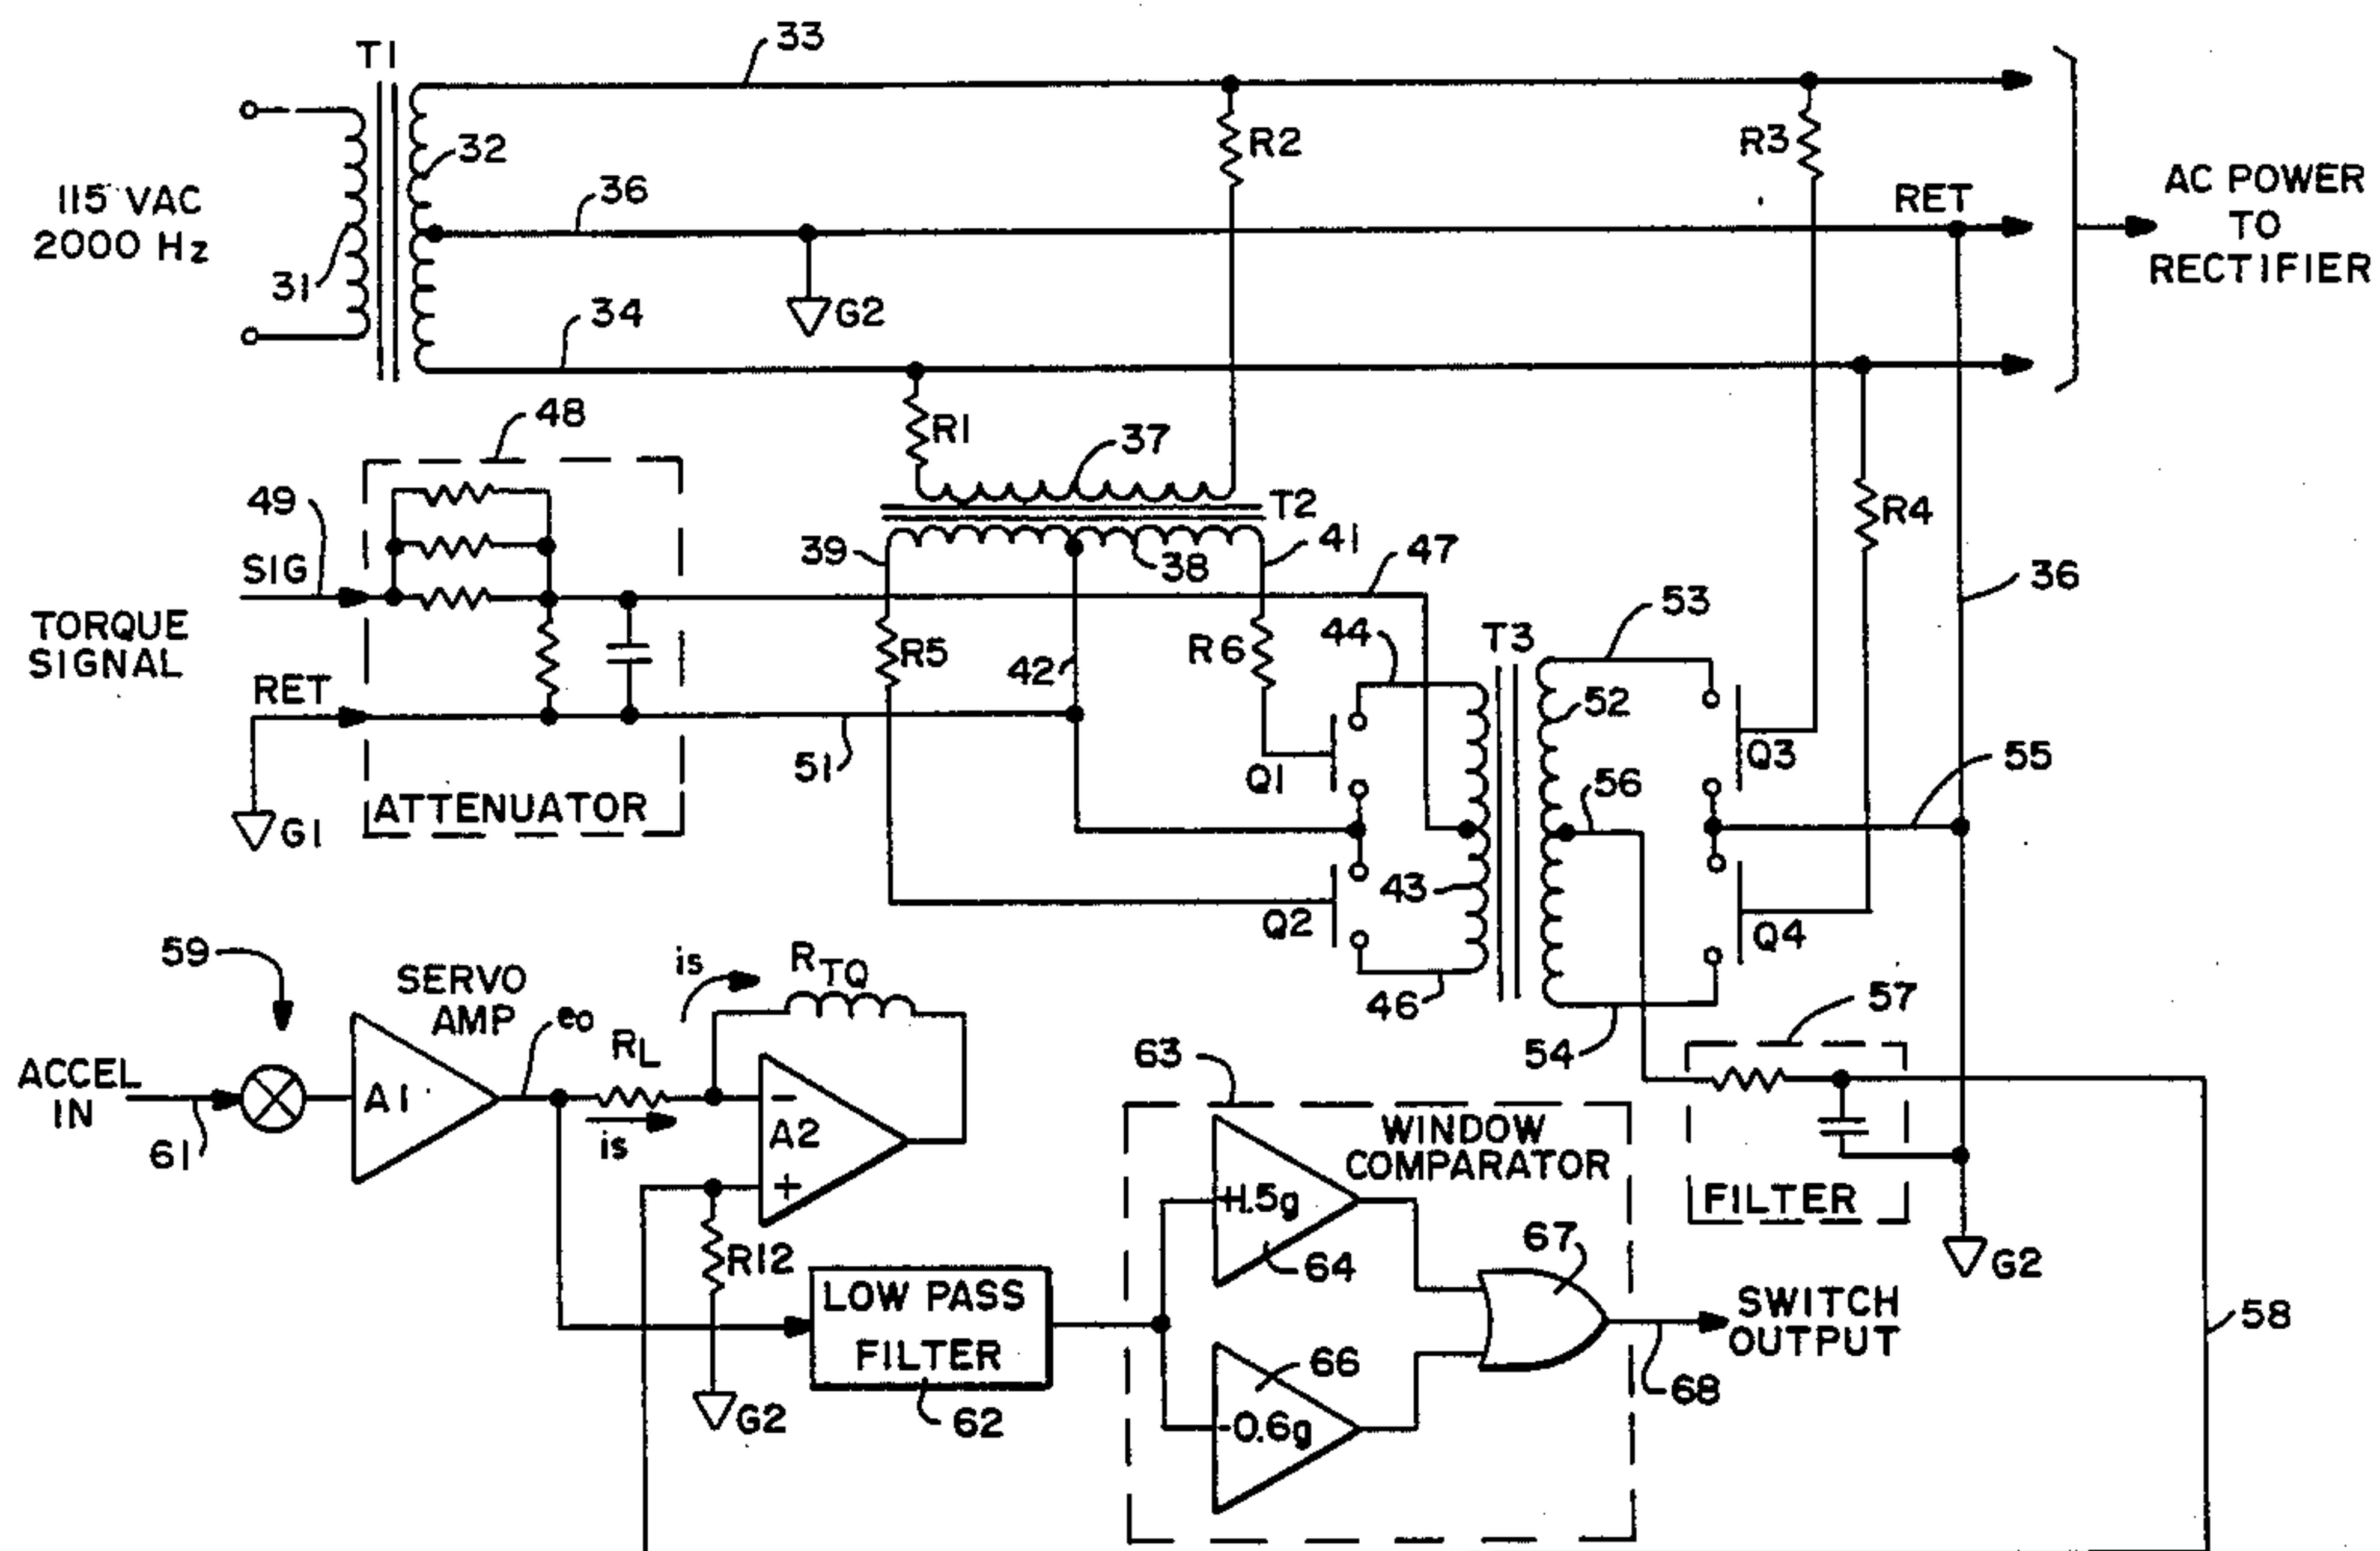 T1
33
32
36
31
34
115 VAC
2000 Hz
G2
R2
R3
RET
AC POWER
TO
RECTIFIER
R1
37
T2
R4
48
49
SIG
TORQUE
SIGNAL
RET
G1
ATTENUATOR
39
38
41
47
R5
42
R6
44
T3
53
52
36
51
Q1
Q3
56
55
43
Q2
Q4
46
54
57
59
SERVO
AMP
eo
RL
is
RTQ
ACCEL
IN
61
A1
is
-
A2
+
R12
G2
63
WINDOW
COMPARATOR
+1.5g
64
67
FILTER
G2
LOW PASS
FILTER
62
66
-0.6g
SWITCH
OUTPUT
68
58